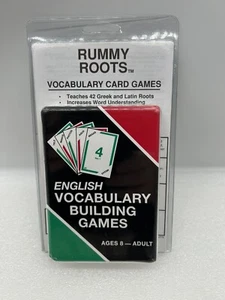 RUMMY
ROOTS™
VOCABULARY CARD GAMES
• Teaches 42 Greek and Latin Roots
• Increases Word Understanding
4
ENGLISH
VOCABULARY
BUILDING
GAMES
AGES 8 — ADULT